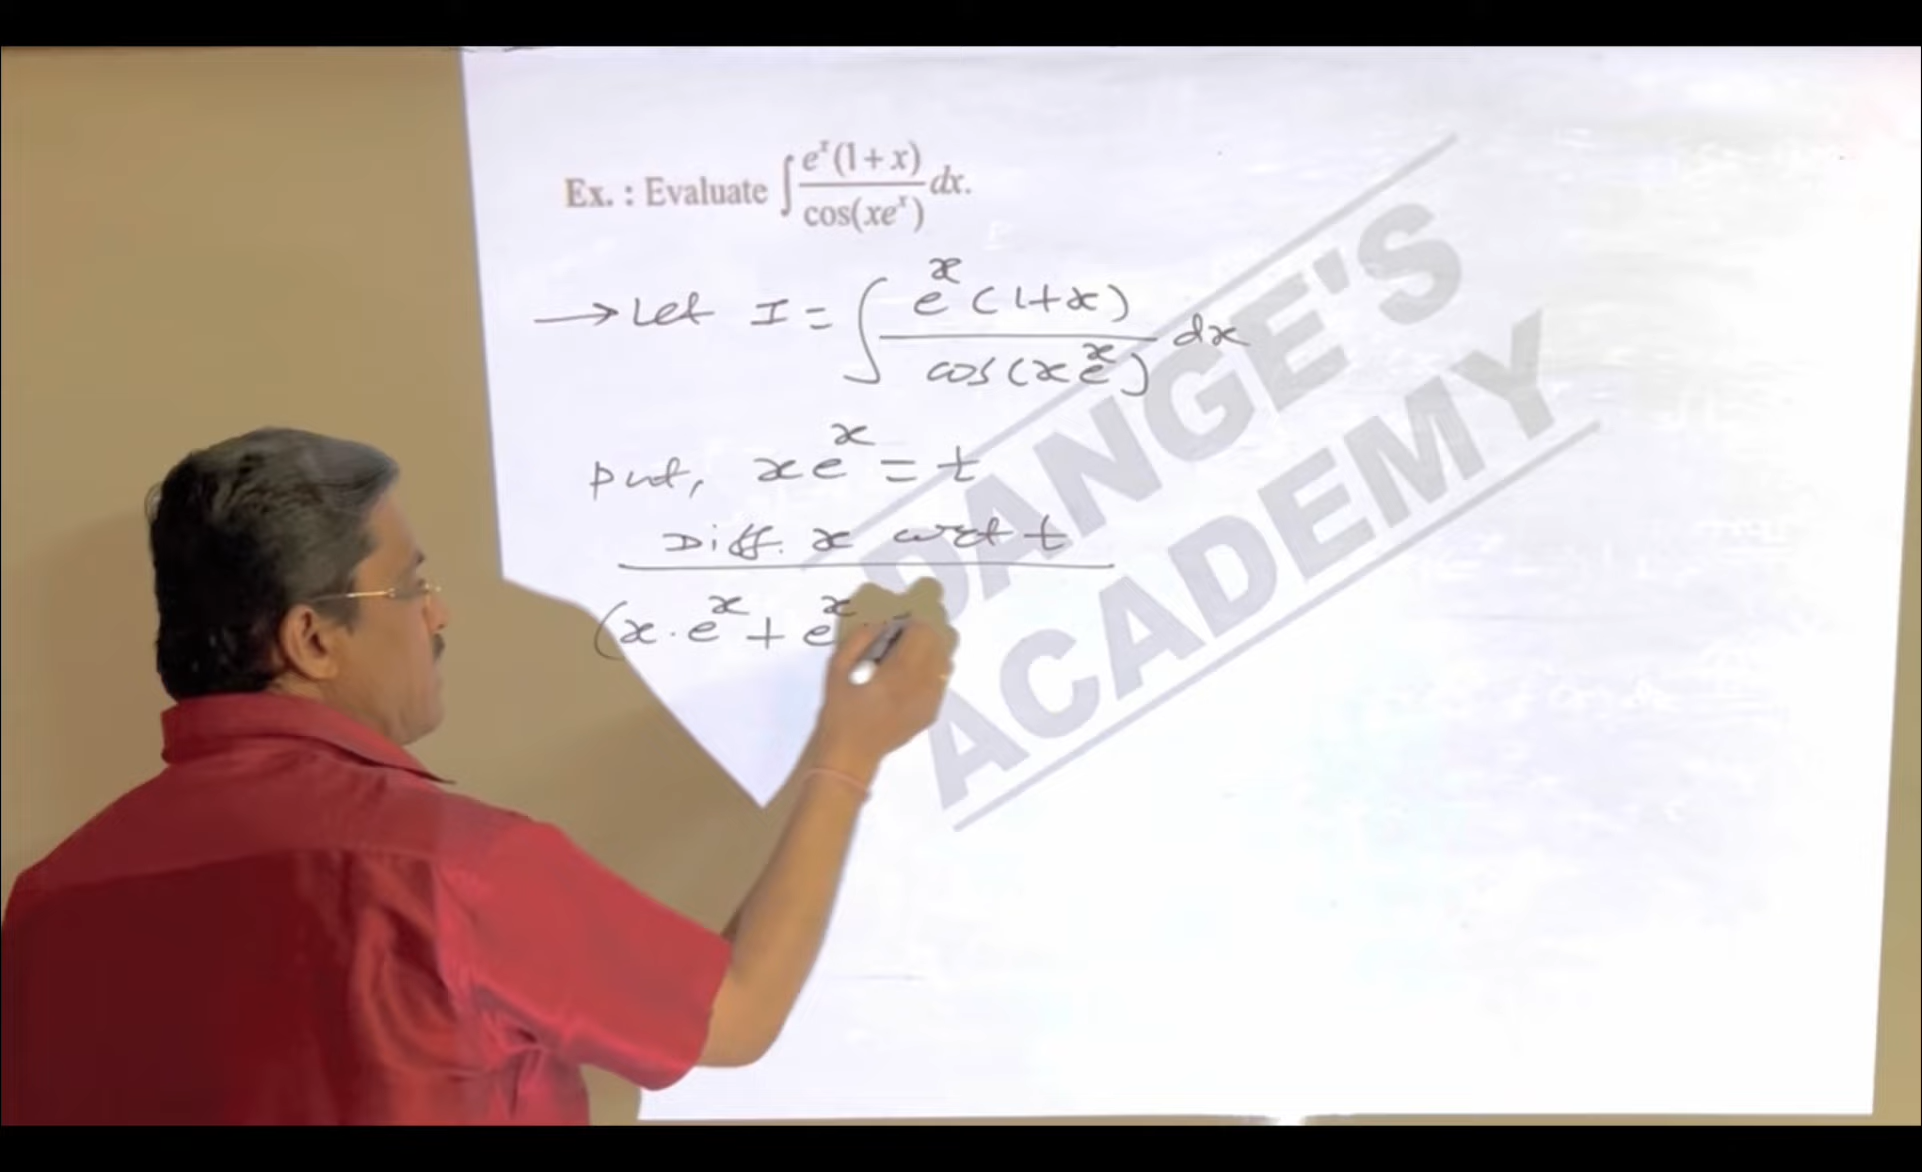 Ex. : Evaluate ∫ e^x(1+x) / cos(xe^x) dx.
→ Let I = ∫ e^x (1+x) / cos(xe^x) dx
put, xe^x = t
Diff. x wrt t
(x·e^x + e^x ·
DANGE'S
ACADEMY